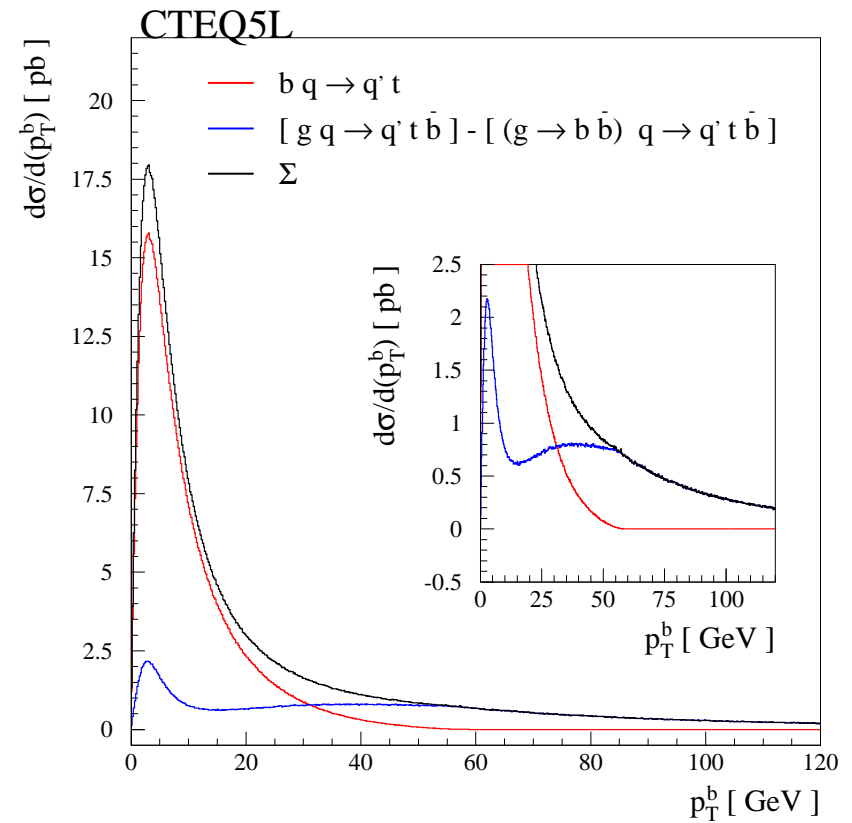 CTEQ5L
dσ/d(p_T^b) [ pb ]
b q → q' t
[ g q → q' t b̄ ] - [ (g → b b̄) q → q' t b̄ ]
Σ
20
17.5
15
12.5
10
7.5
5
2.5
0
0 20 40 60 80 100 120
p_T^b [ GeV ]
dσ/d(p_T^b) [ pb ]
2.5
2
1.5
1
0.5
0
-0.5
0 25 50 75 100
p_T^b [ GeV ]